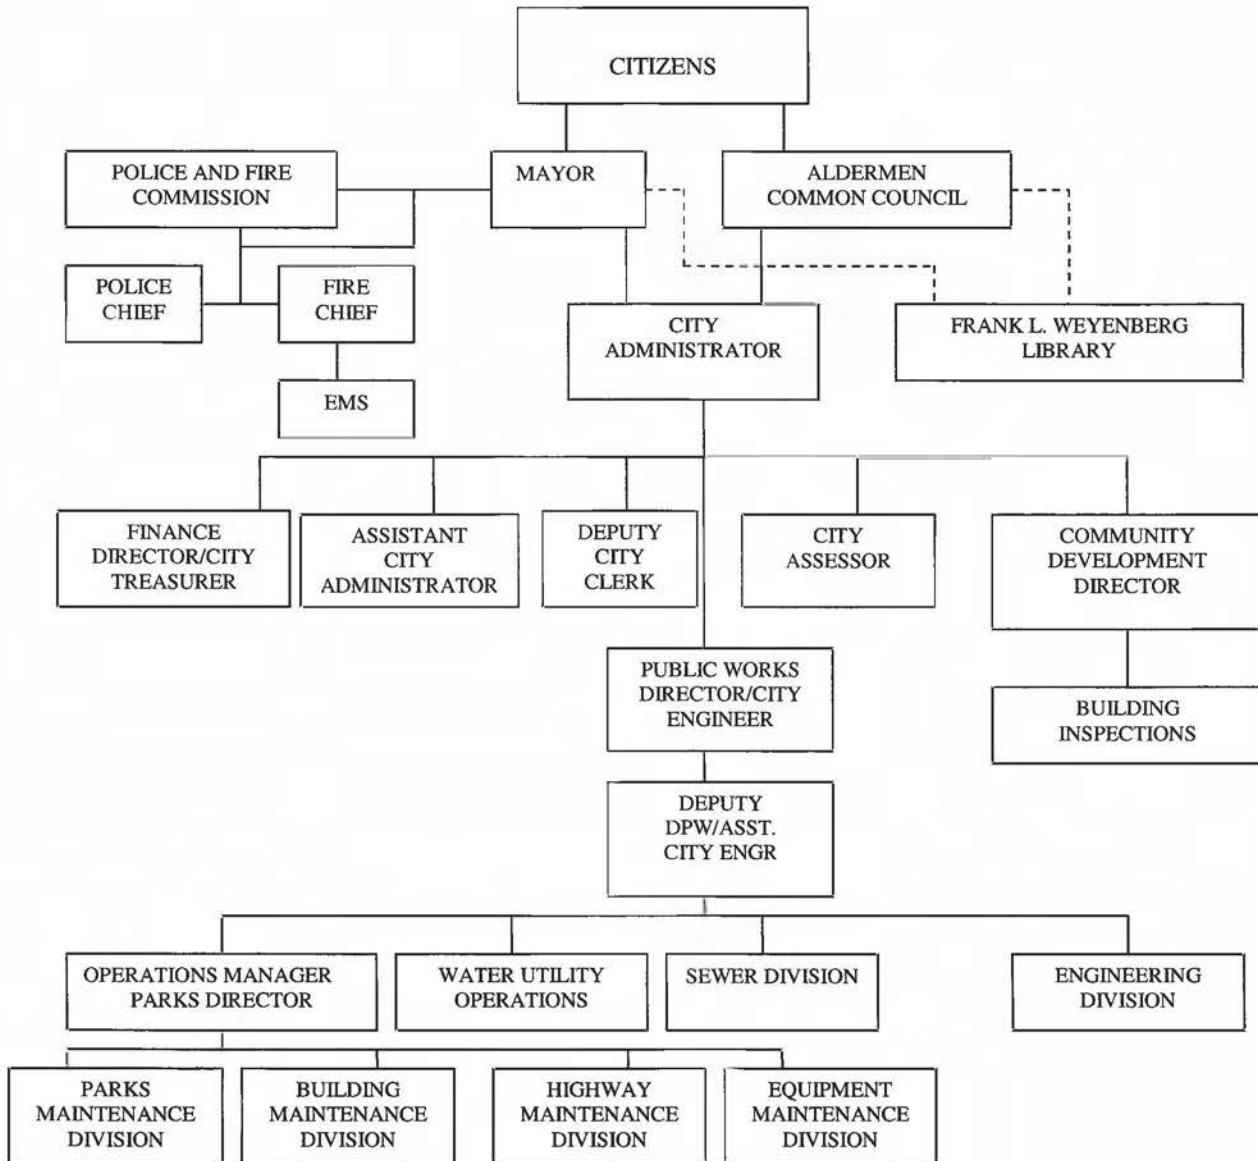 CITIZENS
POLICE AND FIRE
COMMISSION
MAYOR
ALDERMEN
COMMON COUNCIL
POLICE
CHIEF
FIRE
CHIEF
CITY
ADMINISTRATOR
FRANK L. WEYENBERG
LIBRARY
EMS
FINANCE
DIRECTOR/CITY
TREASURER
ASSISTANT
CITY
ADMINISTRATOR
DEPUTY
CITY
CLERK
CITY
ASSESSOR
COMMUNITY
DEVELOPMENT
DIRECTOR
PUBLIC WORKS
DIRECTOR/CITY
ENGINEER
BUILDING
INSPECTIONS
DEPUTY
DPW/ASST.
CITY ENGR
OPERATIONS MANAGER
PARKS DIRECTOR
WATER UTILITY
OPERATIONS
SEWER DIVISION
ENGINEERING
DIVISION
PARKS
MAINTENANCE
DIVISION
BUILDING
MAINTENANCE
DIVISION
HIGHWAY
MAINTENANCE
DIVISION
EQUIPMENT
MAINTENANCE
DIVISION